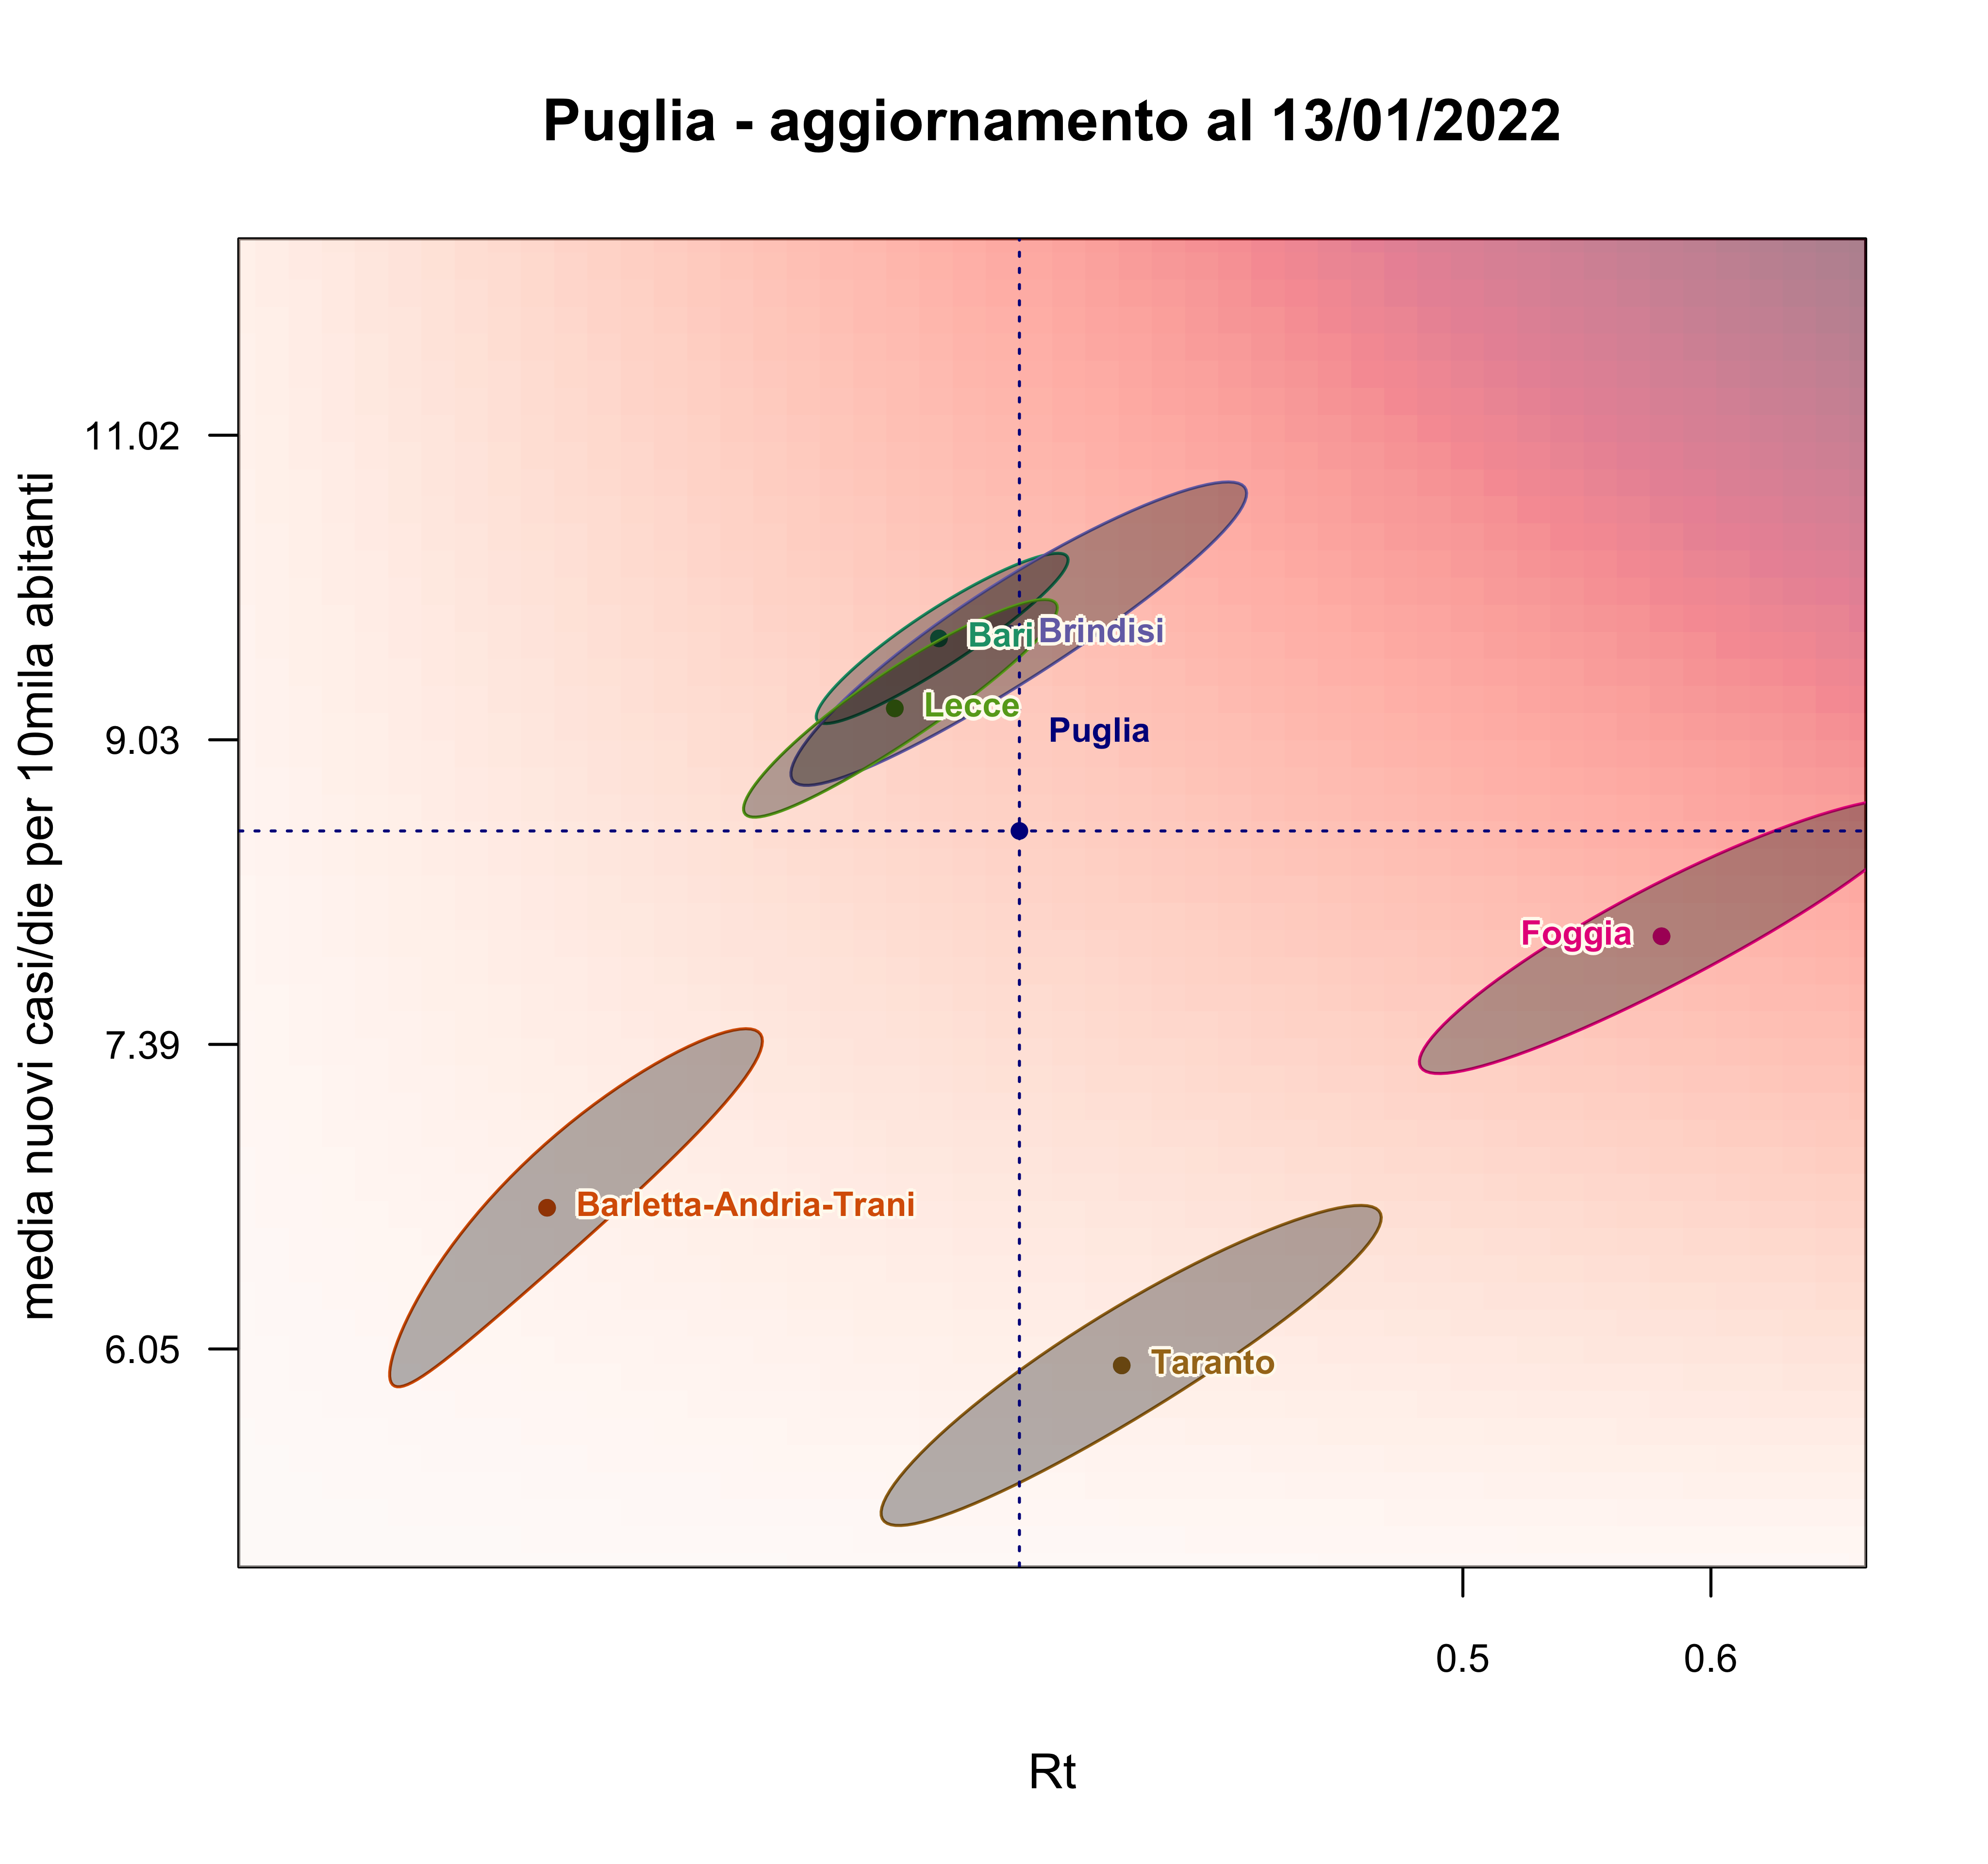 Puglia - aggiornamento al 13/01/2022
media nuovi casi/die per 10mila abitanti
11.02
9.03
7.39
6.05
Bari
Brindisi
Lecce
Puglia
Foggia
Barletta-Andria-Trani
Taranto
0.5
0.6
Rt